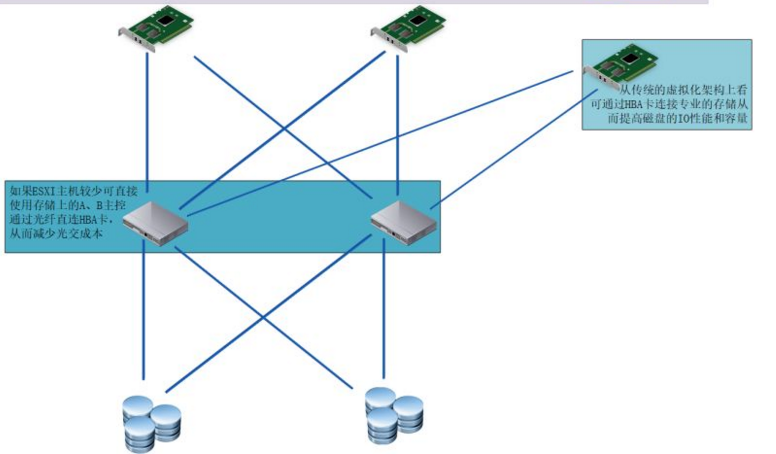 从传统的虚拟化架构上看
可通过HBA卡连接专业的存储从
而提高磁盘的IO性能和容量
如果ESXI主机较少可直接
使用存储上的A、B主控
通过光纤直连HBA卡,
从而减少光交成本